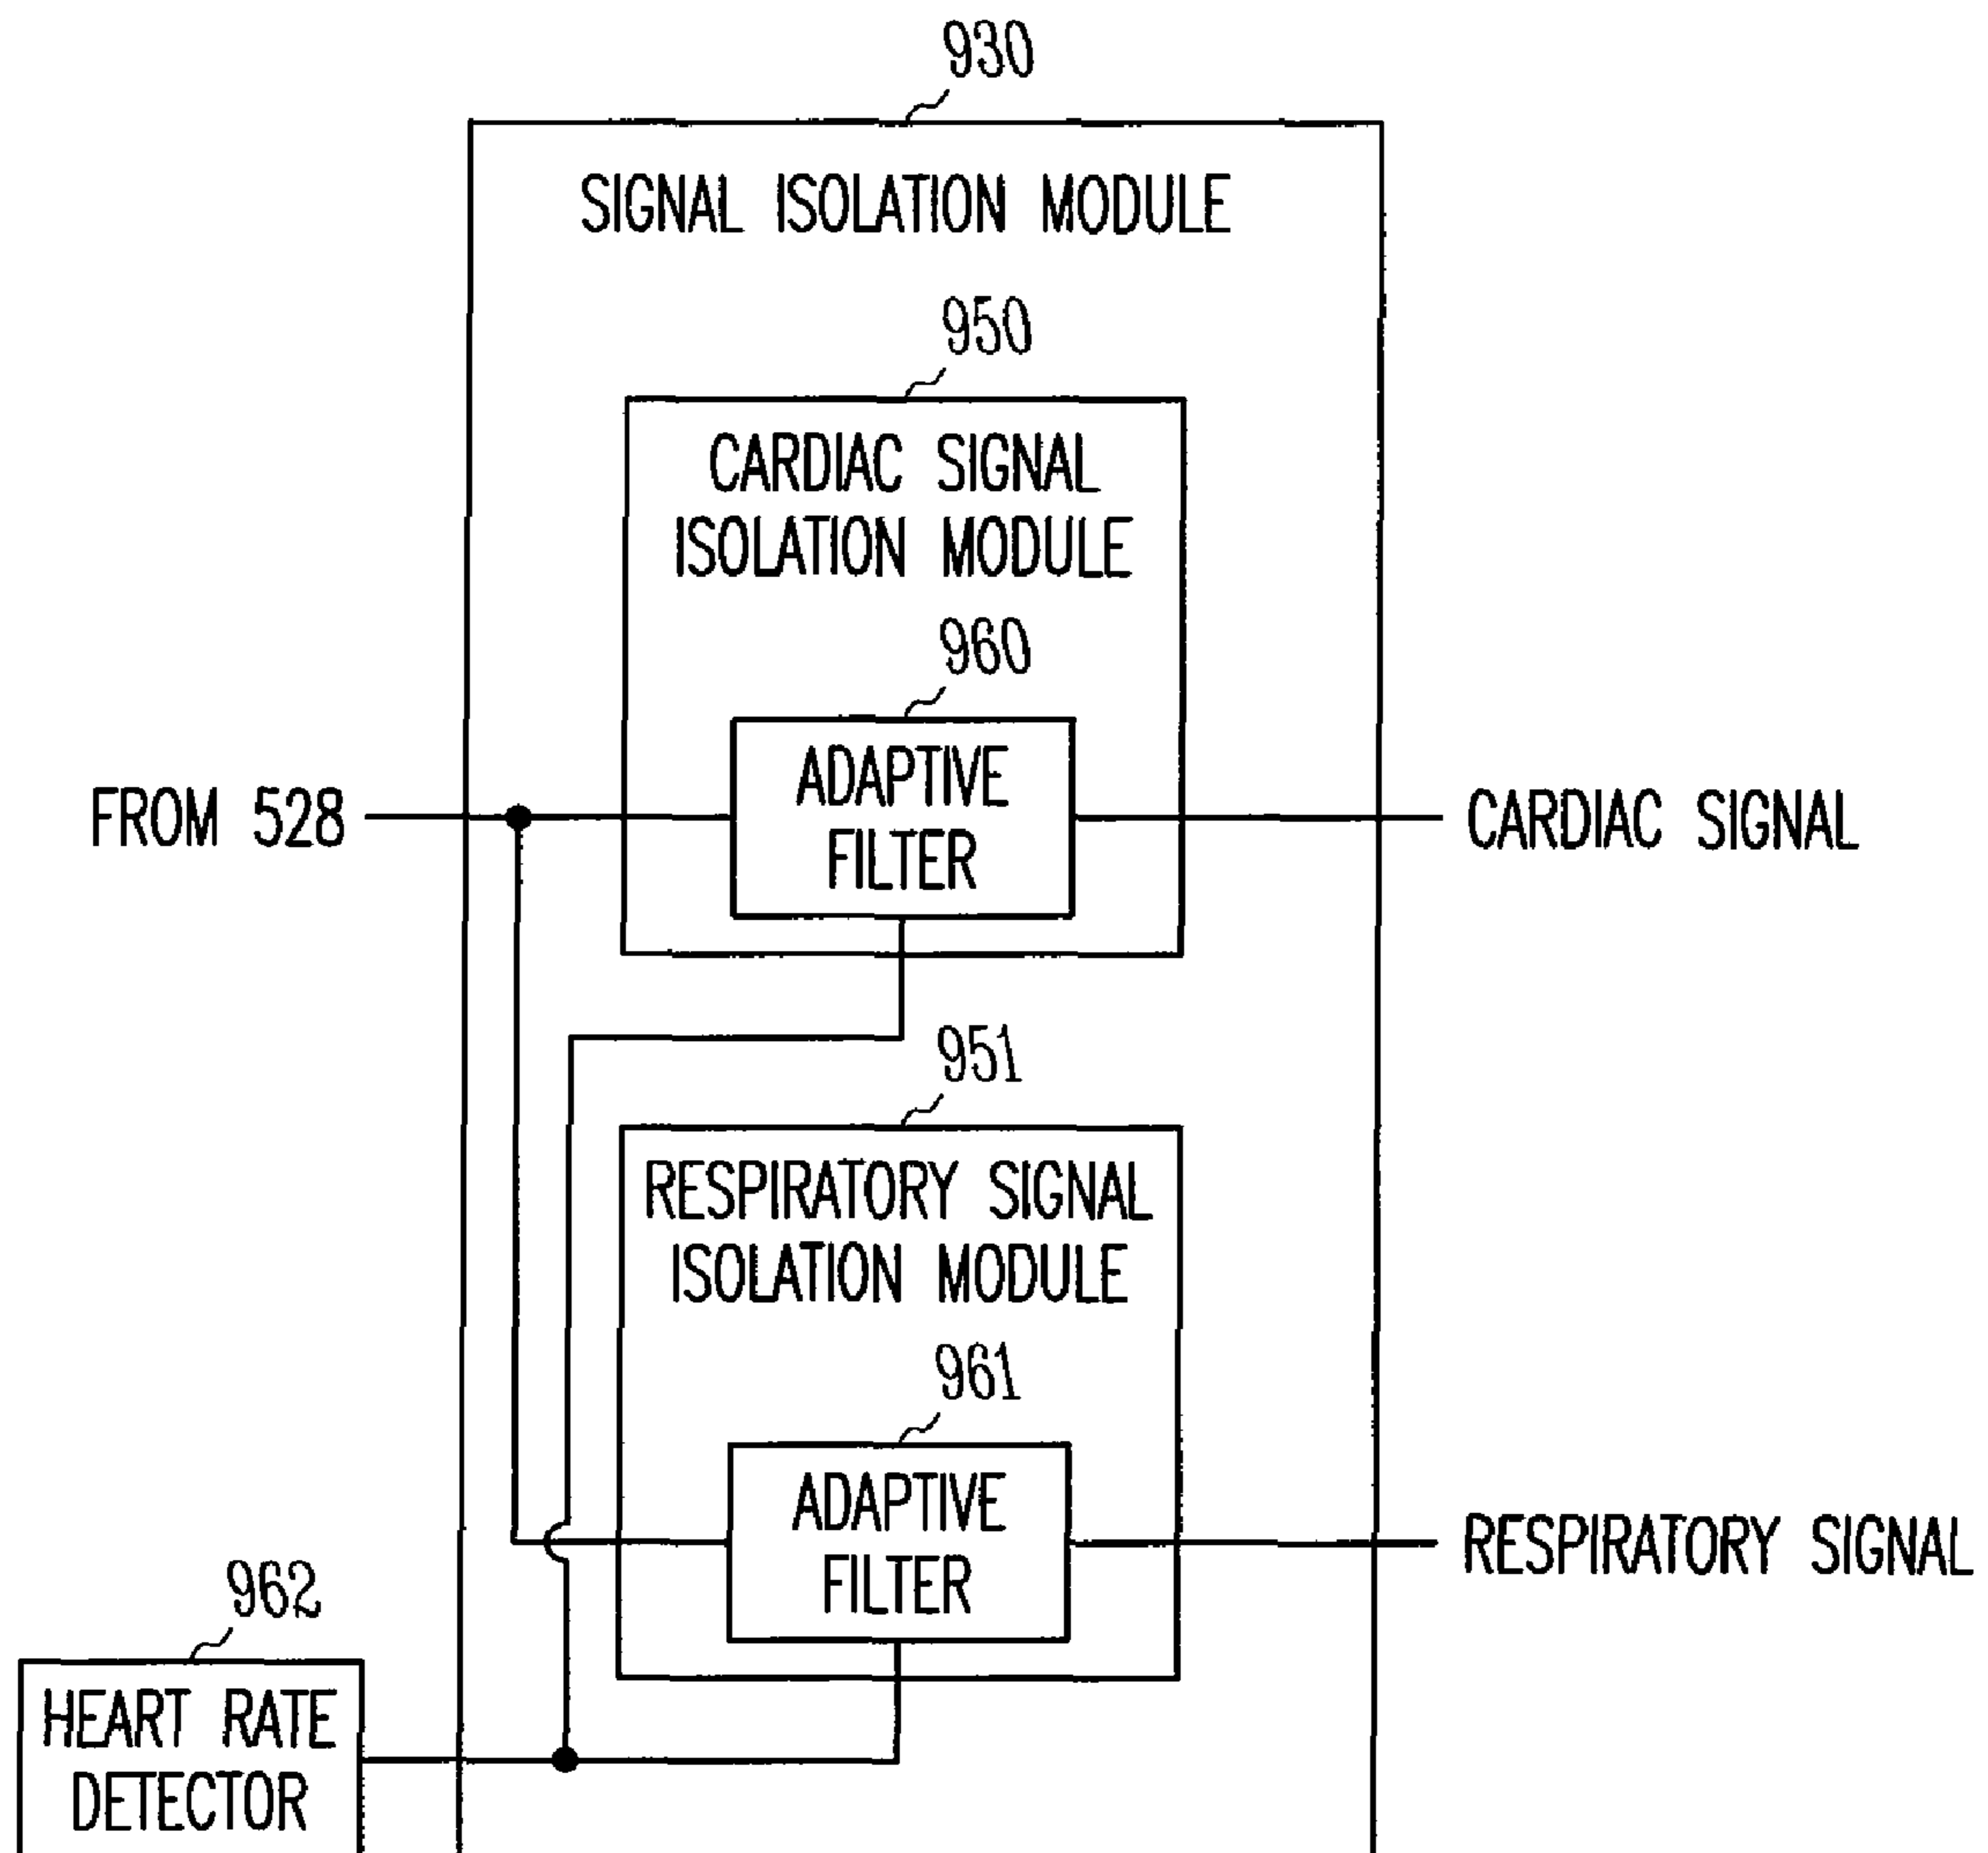 930
SIGNAL ISOLATION MODULE
950
CARDIAC SIGNAL
ISOLATION MODULE
960
ADAPTIVE
FILTER
FROM 528
CARDIAC SIGNAL
951
RESPIRATORY SIGNAL
ISOLATION MODULE
961
ADAPTIVE
FILTER
RESPIRATORY SIGNAL
962
HEART RATE
DETECTOR